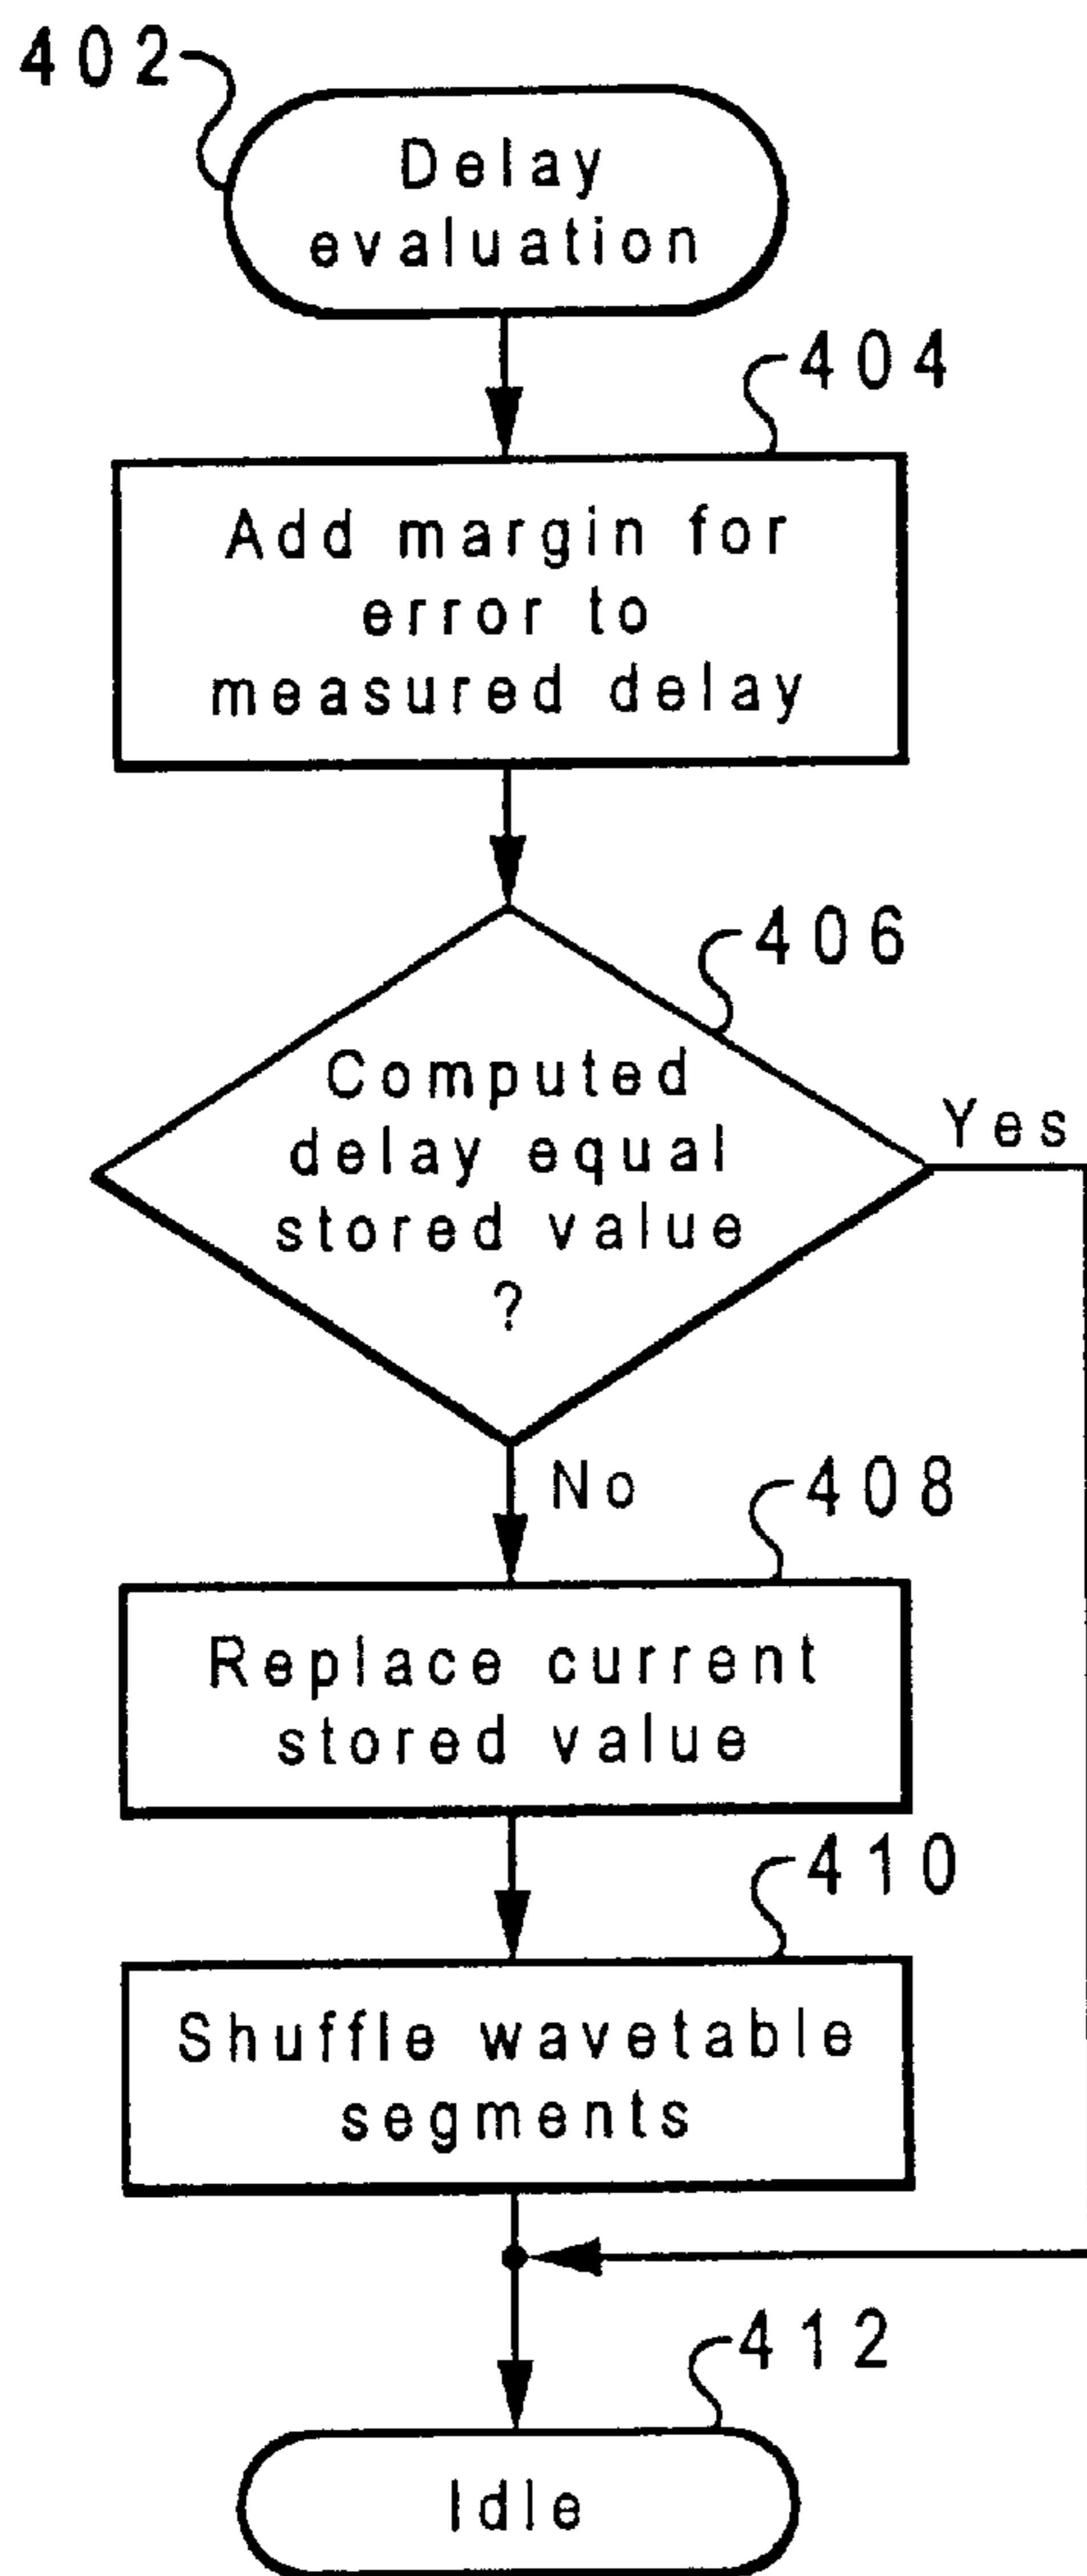 402
Delay
evaluation
404
Add margin for
error to
measured delay
406
Computed
delay equal
stored value
?
Yes
No
408
Replace current
stored value
410
Shuffle wavetable
segments
412
Idle